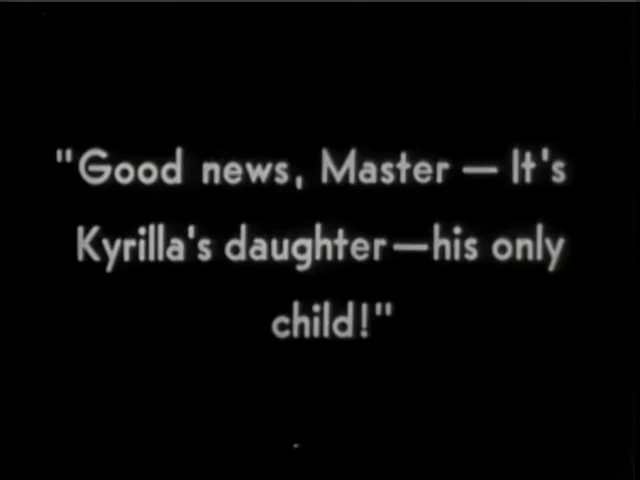 "Good news, Master — It's
Kyrilla's daughter—his only
child!"